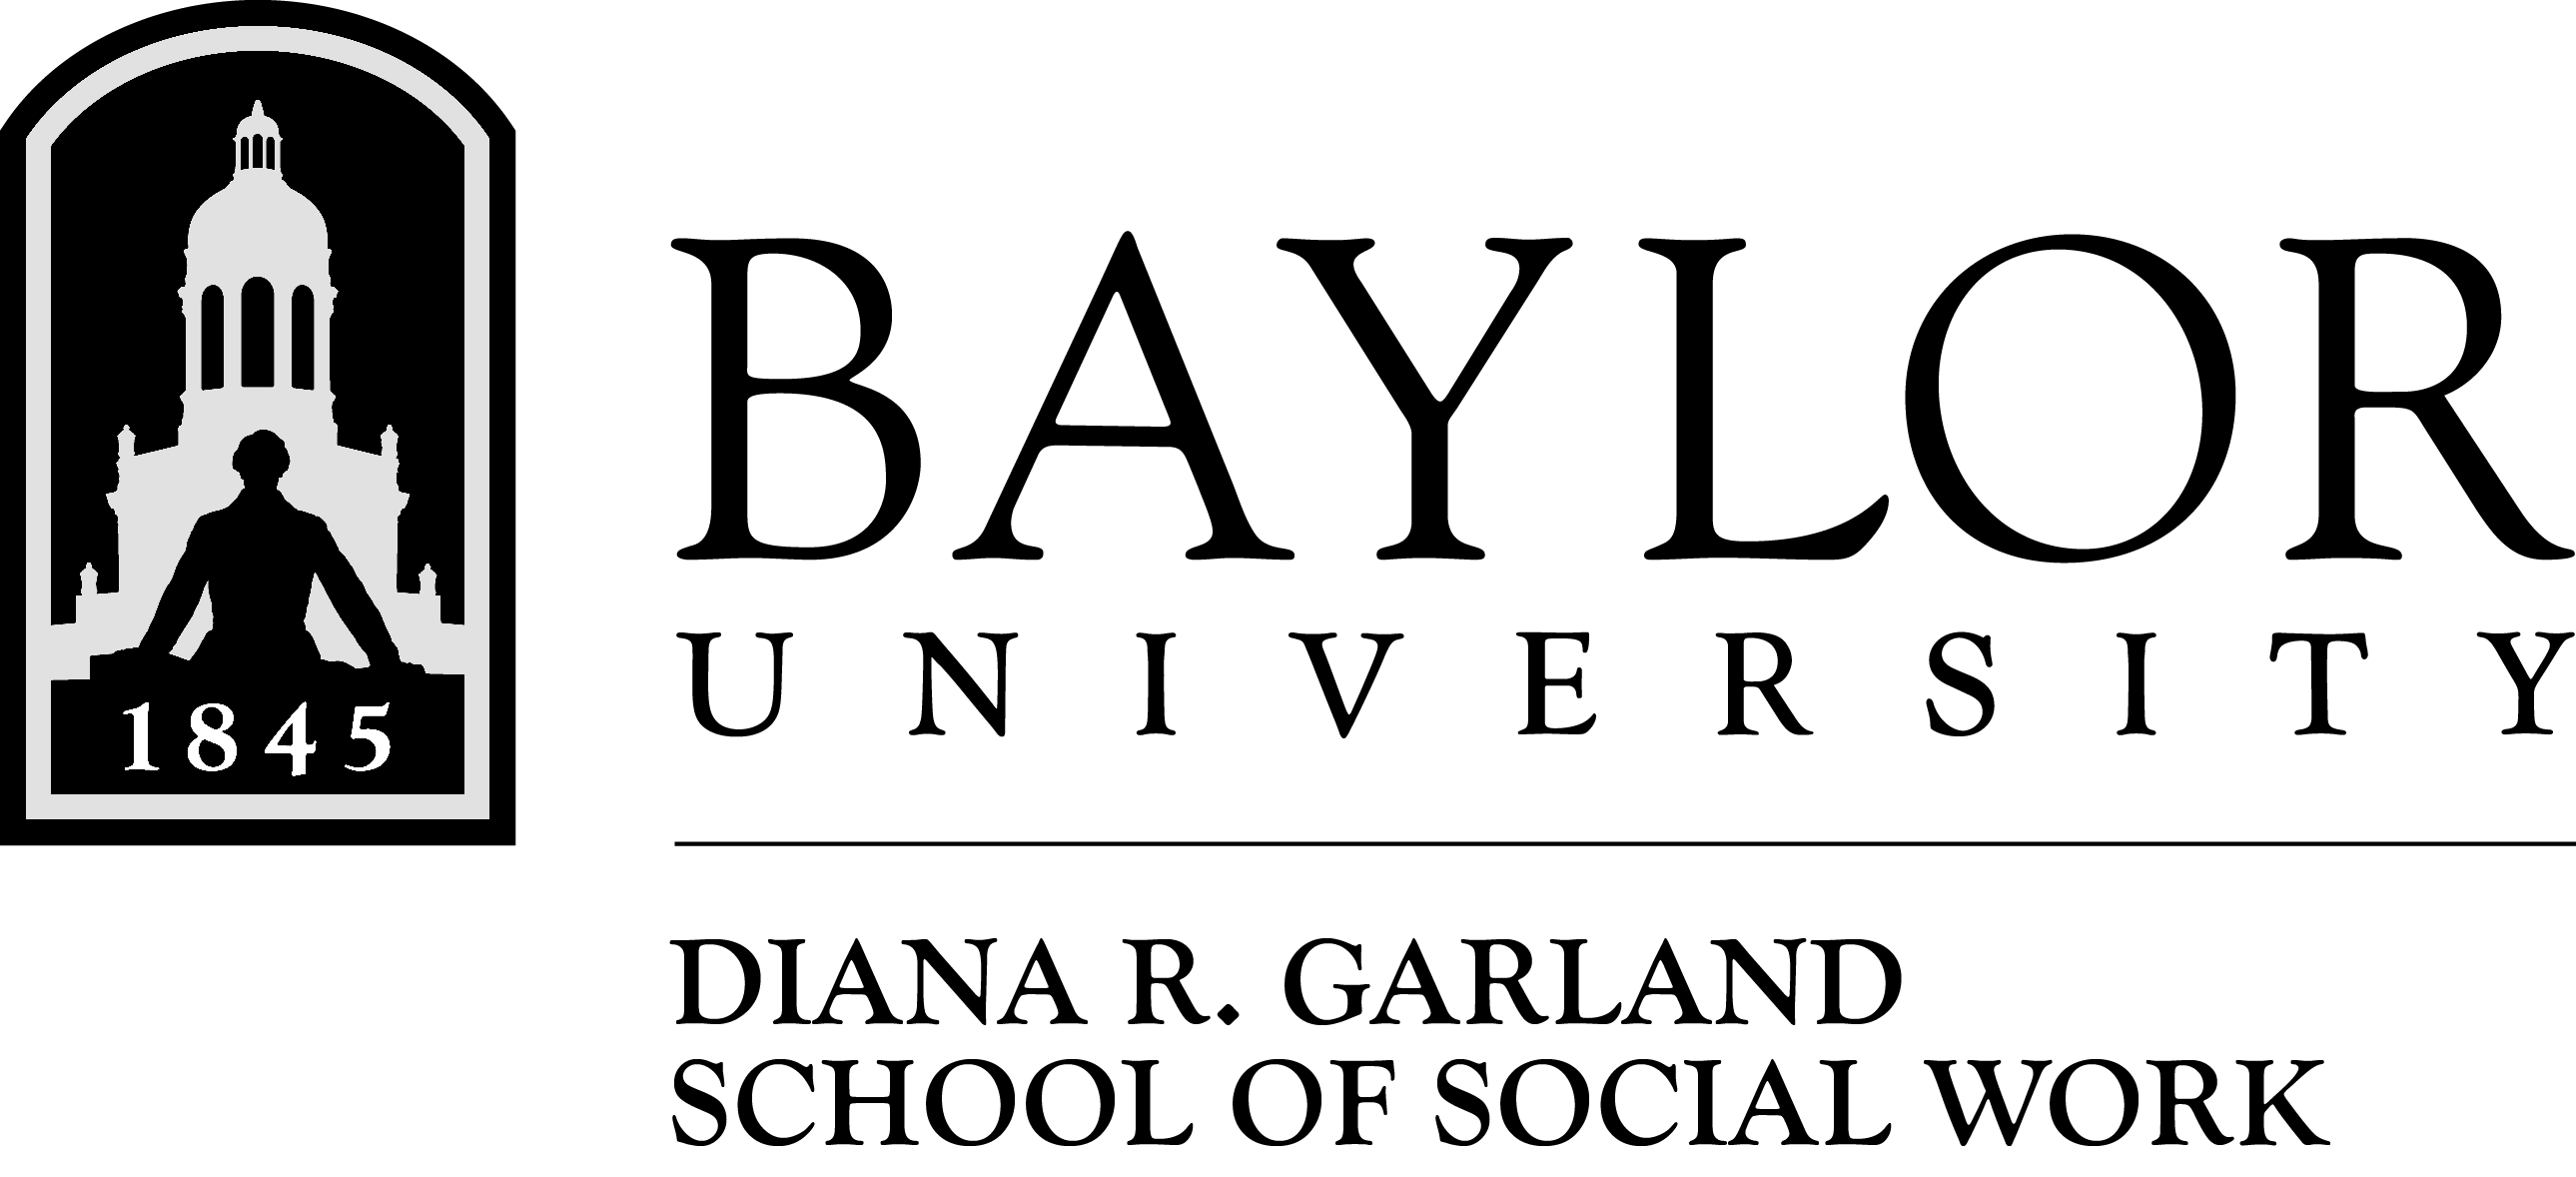 1845
BAYLOR
UNIVERSITY
DIANA R. GARLAND
SCHOOL OF SOCIAL WORK